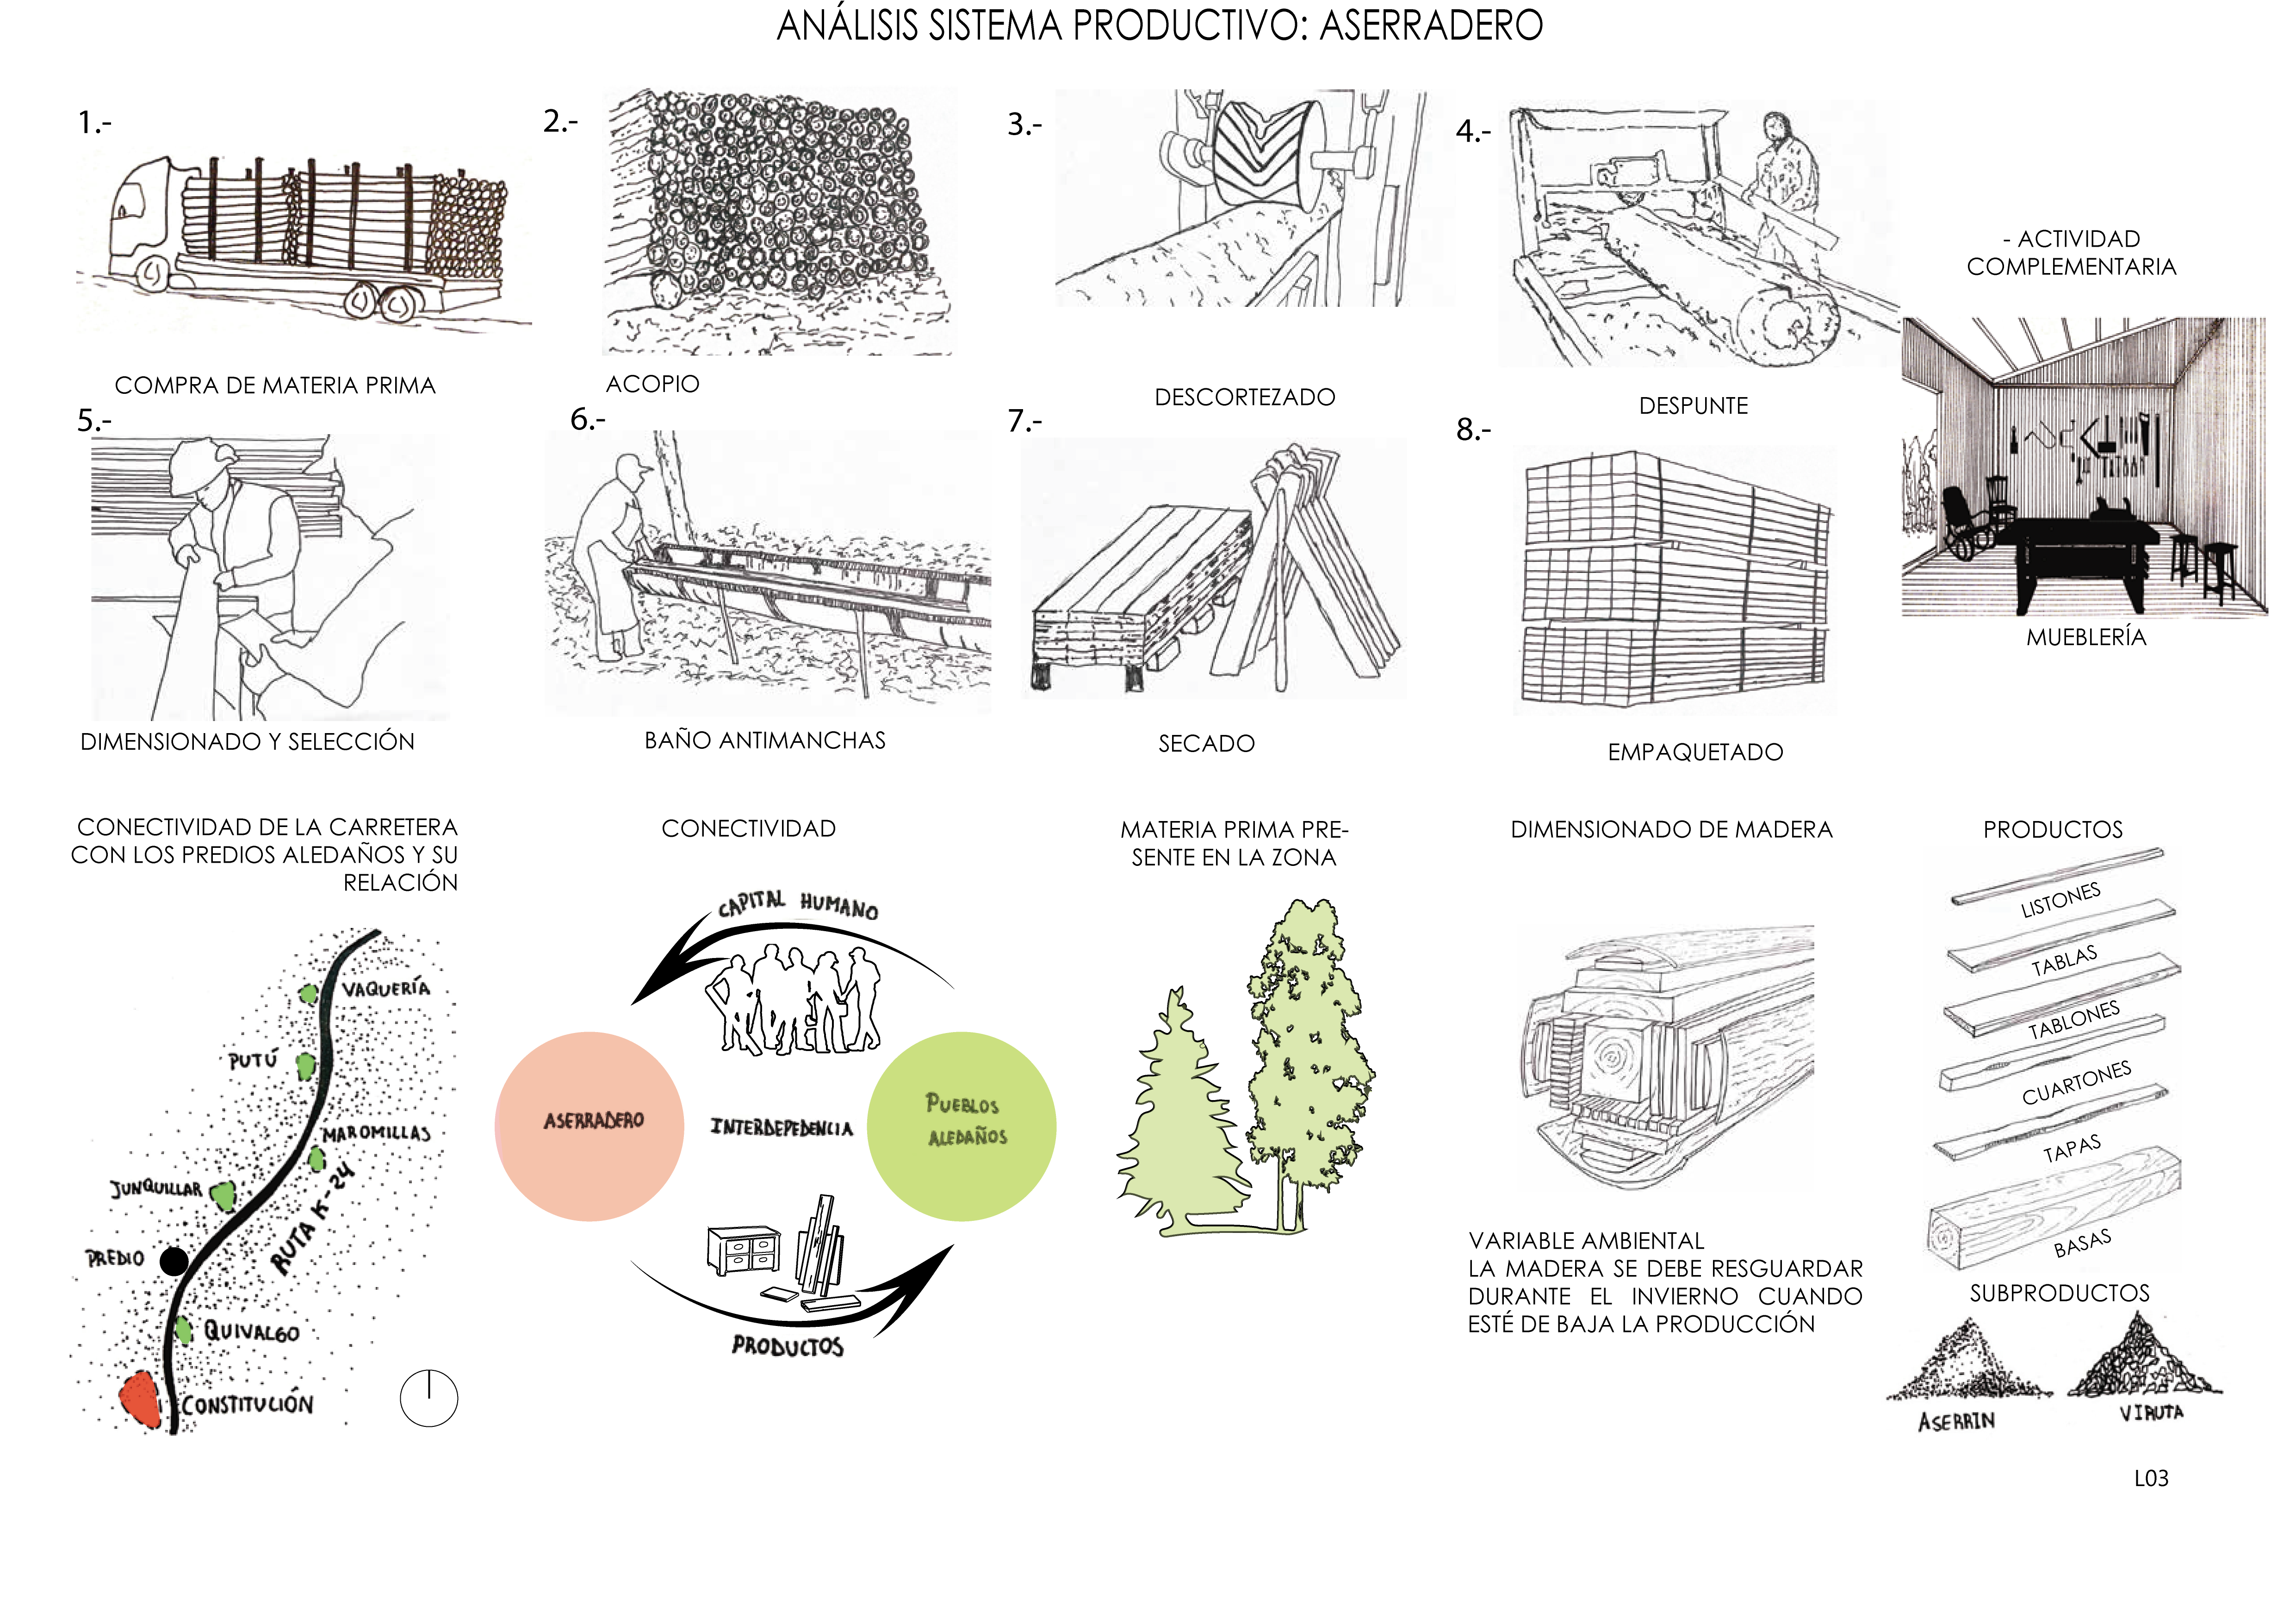 ANÁLISIS SISTEMA PRODUCTIVO: ASERRADERO
1.-
COMPRA DE MATERIA PRIMA
2.-
ACOPIO
3.-
DESCORTEZADO
4.-
DESPUNTE
- ACTIVIDAD
COMPLEMENTARIA
MUEBLERÍA
5.-
DIMENSIONADO Y SELECCIÓN
6.-
BAÑO ANTIMANCHAS
7.-
SECADO
8.-
EMPAQUETADO
CONECTIVIDAD DE LA CARRETERA
CON LOS PREDIOS ALEDAÑOS Y SU
RELACIÓN
VAQUERÍA
PUTÚ
MAROMILLAS
JUNQUILLAR
RUTA K-24
PREDIO
QUIVALGO
CONSTITUCIÓN
CONECTIVIDAD
CAPITAL HUMANO
ASERRADERO
INTERDEPEDENCIA
PUEBLOS
ALEDAÑOS
PRODUCTOS
MATERIA PRIMA PRE-
SENTE EN LA ZONA
DIMENSIONADO DE MADERA
VARIABLE AMBIENTAL
LA MADERA SE DEBE RESGUARDAR
DURANTE EL INVIERNO CUANDO
ESTÉ DE BAJA LA PRODUCCIÓN
PRODUCTOS
LISTONES
TABLAS
TABLONES
CUARTONES
TAPAS
BASAS
SUBPRODUCTOS
ASERRIN
VIRUTA
L03